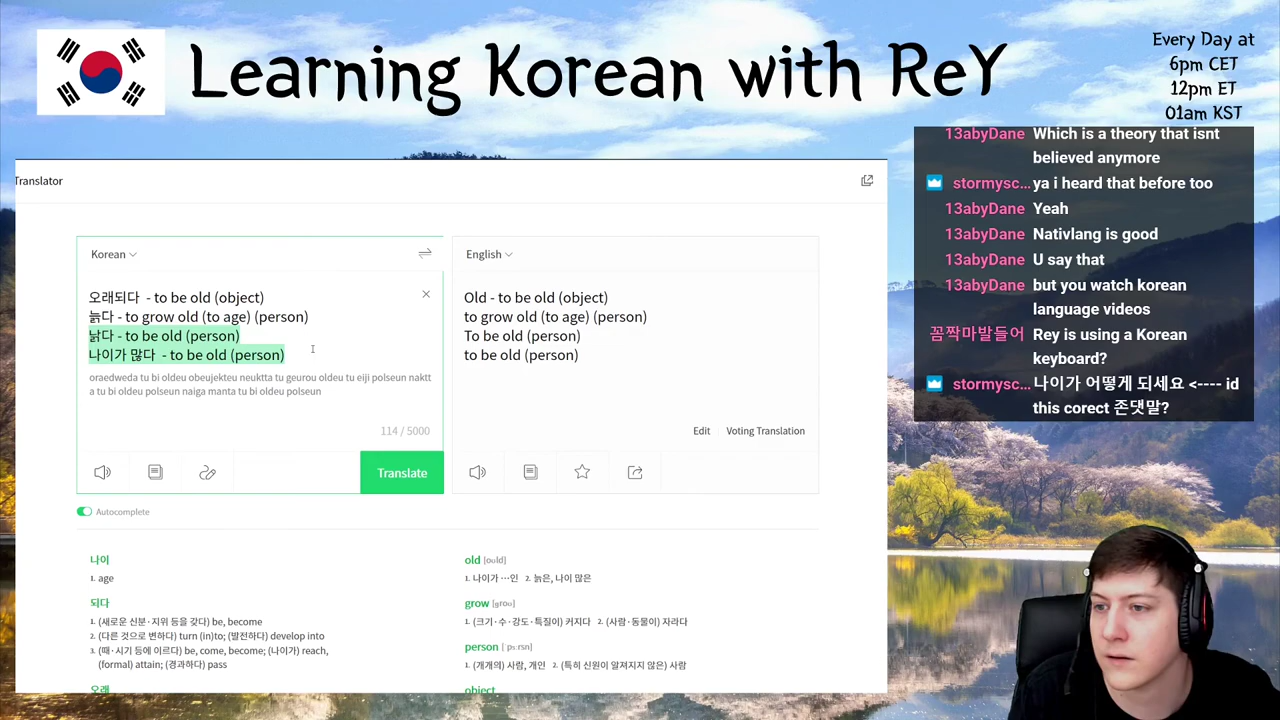 Learning Korean with ReY
Every Day at
6pm CET
12pm ET
01am KST
13abyDane Which is a theory that isnt
believed anymore
stormysc... ya i heard that before too
13abyDane Yeah
13abyDane Nativlang is good
13abyDane U say that
13abyDane but you watch korean
language videos
꼼짝마발들어 Rey is using a Korean
keyboard?
stormysc... 나이가 어떻게 되세요 <---- id
this corect 존댓말?
Translator
Korean
English
오래되다 - to be old (object)
늙다 - to grow old (to age) (person)
낡다 - to be old (person)
나이가 많다 - to be old (person)
oraedweda tu bi oldeu obeujekteu neuktta tu geurou oldeu tu eiji polseun naktt
a tu bi oldeu polseun naiga manta tu bi oldeu polseun
114 / 5000
Translate
Old - to be old (object)
to grow old (to age) (person)
To be old (person)
to be old (person)
Edit Voting Translation
Autocomplete
나이
1. age
되다
1. (새로운 신분·지위 등을 갖다) be, become
2. (다른 것으로 변하다) turn (in)to; (발전하다) develop into
3. (때·시기 등에 이르다) be, come, become; (나이가) reach,
(formal) attain; (경과하다) pass
오래
old [oʊld]
1. 나이가 …인 2. 늙은, 나이 많은
grow [ɡroʊ]
1. (크기·수·강도·특질이) 커지다 2. (사람·동물이) 자라다
person [ˈpɜːrsn]
1. (개개의) 사람, 개인 2. (특히 신원이 알져지지 않은) 사람
object